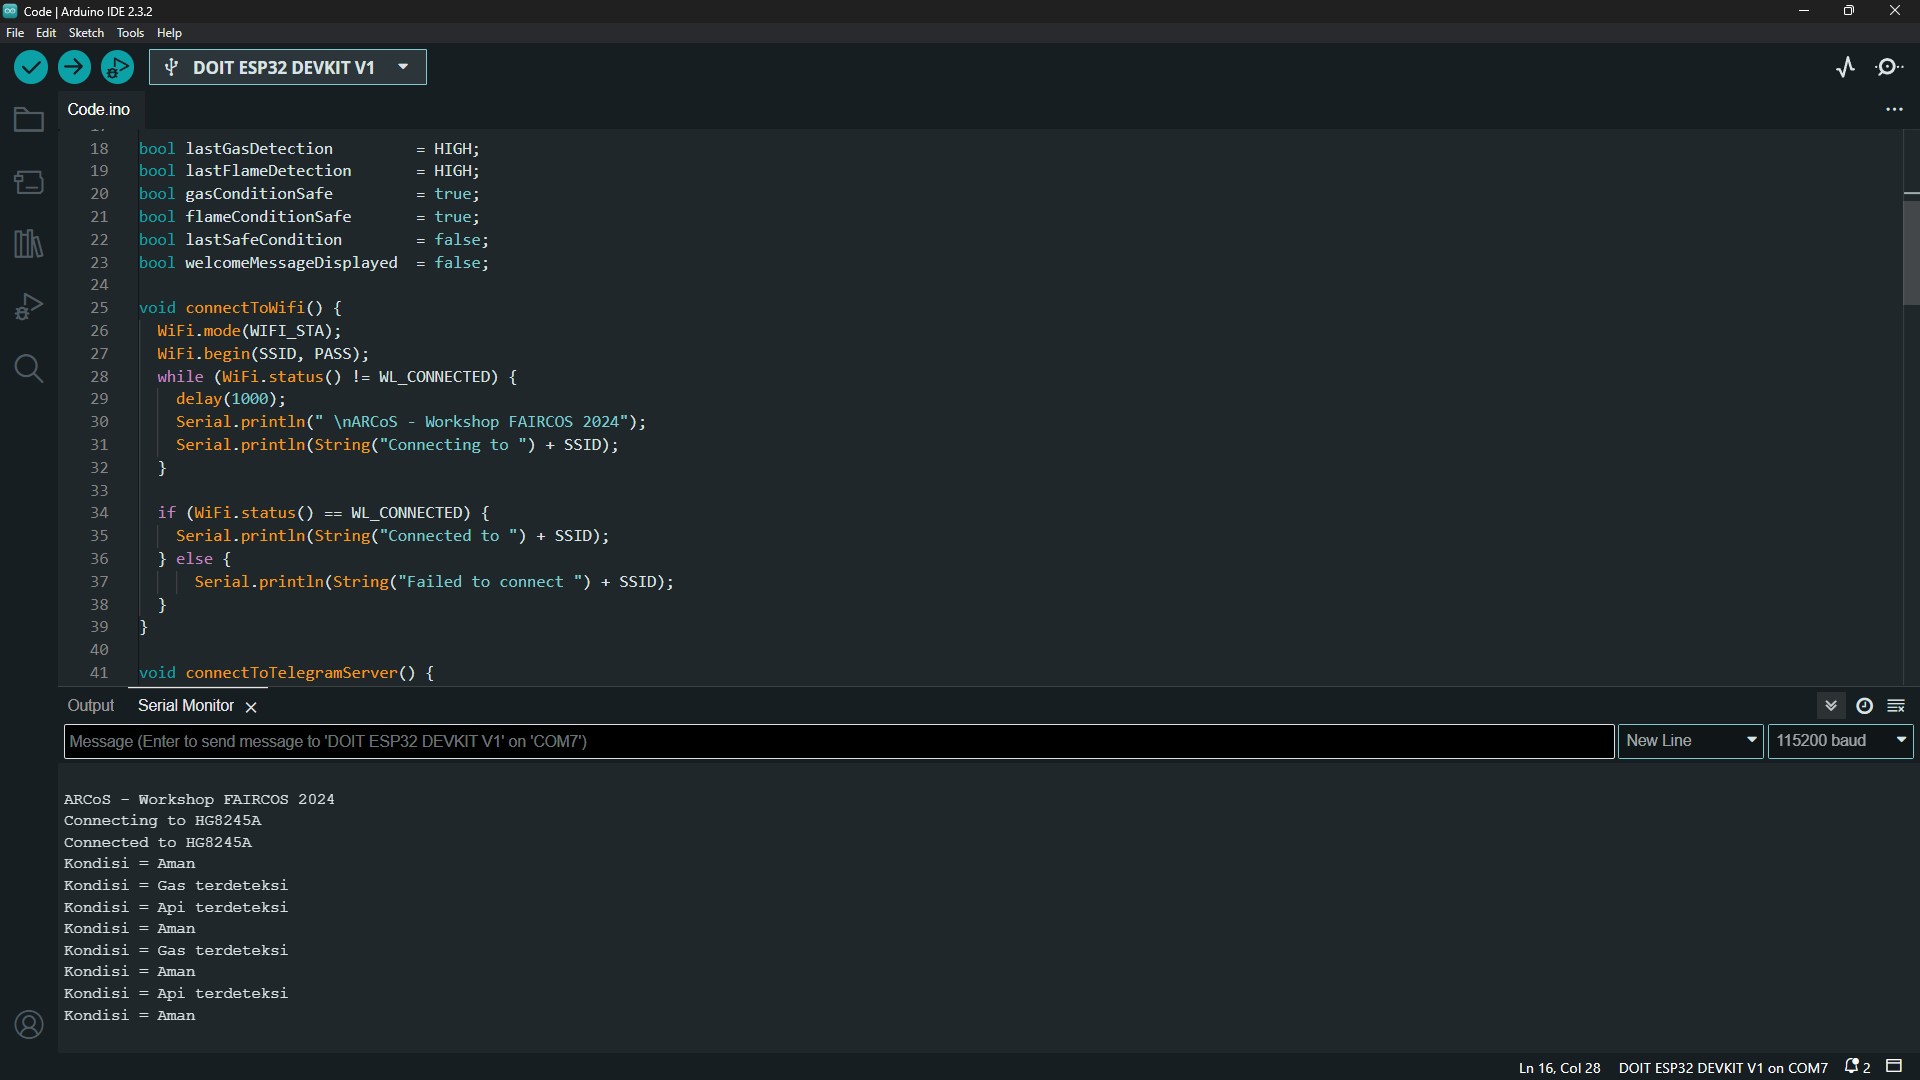 Code | Arduino IDE 2.3.2
File Edit Sketch Tools Help
DOIT ESP32 DEVKIT V1
Code.ino
18 bool lastGasDetection = HIGH;
19 bool lastFlameDetection = HIGH;
20 bool gasConditionSafe = true;
21 bool flameConditionSafe = true;
22 bool lastSafeCondition = false;
23 bool welcomeMessageDisplayed = false;
24
25 void connectToWifi() {
26 WiFi.mode(WIFI_STA);
27 WiFi.begin(SSID, PASS);
28 while (WiFi.status() != WL_CONNECTED) {
29 delay(1000);
30 Serial.println(" \nARCoS - Workshop FAIRCOS 2024");
31 Serial.println(String("Connecting to ") + SSID);
32 }
33
34 if (WiFi.status() == WL_CONNECTED) {
35 Serial.println(String("Connected to ") + SSID);
36 } else {
37 Serial.println(String("Failed to connect ") + SSID);
38 }
39 }
40
41 void connectToTelegramServer() {
Output Serial Monitor
Message (Enter to send message to 'DOIT ESP32 DEVKIT V1' on 'COM7') New Line 115200 baud
ARCoS - Workshop FAIRCOS 2024
Connecting to HG8245A
Connected to HG8245A
Kondisi = Aman
Kondisi = Gas terdeteksi
Kondisi = Api terdeteksi
Kondisi = Aman
Kondisi = Gas terdeteksi
Kondisi = Aman
Kondisi = Api terdeteksi
Kondisi = Aman
Ln 16, Col 28 DOIT ESP32 DEVKIT V1 on COM7 2